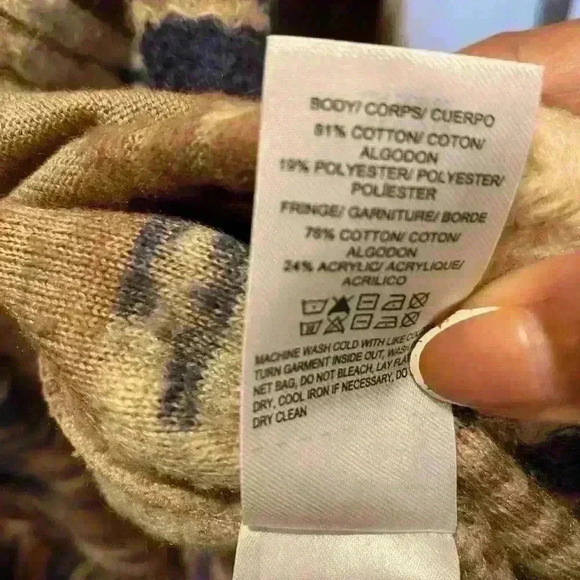 BODY/ CORPS/ CUERPO
81% COTTON/ COTON/
ALGODON
19% POLYESTER/ POLYESTER/
POLIESTER
FRINGE/ GARNITURE/ BORDE
76% COTTON/ COTON/
ALGODON
24% ACRYLIC/ ACRYLIQUE/
ACRILICO
MACHINE WASH COLD WITH LIKE
TURN GARMENT INSIDE OUT,
NET BAG, DO NOT BLEACH, LAY
DRY, COOL IRON IF NECESSARY, DO
DRY CLEAN